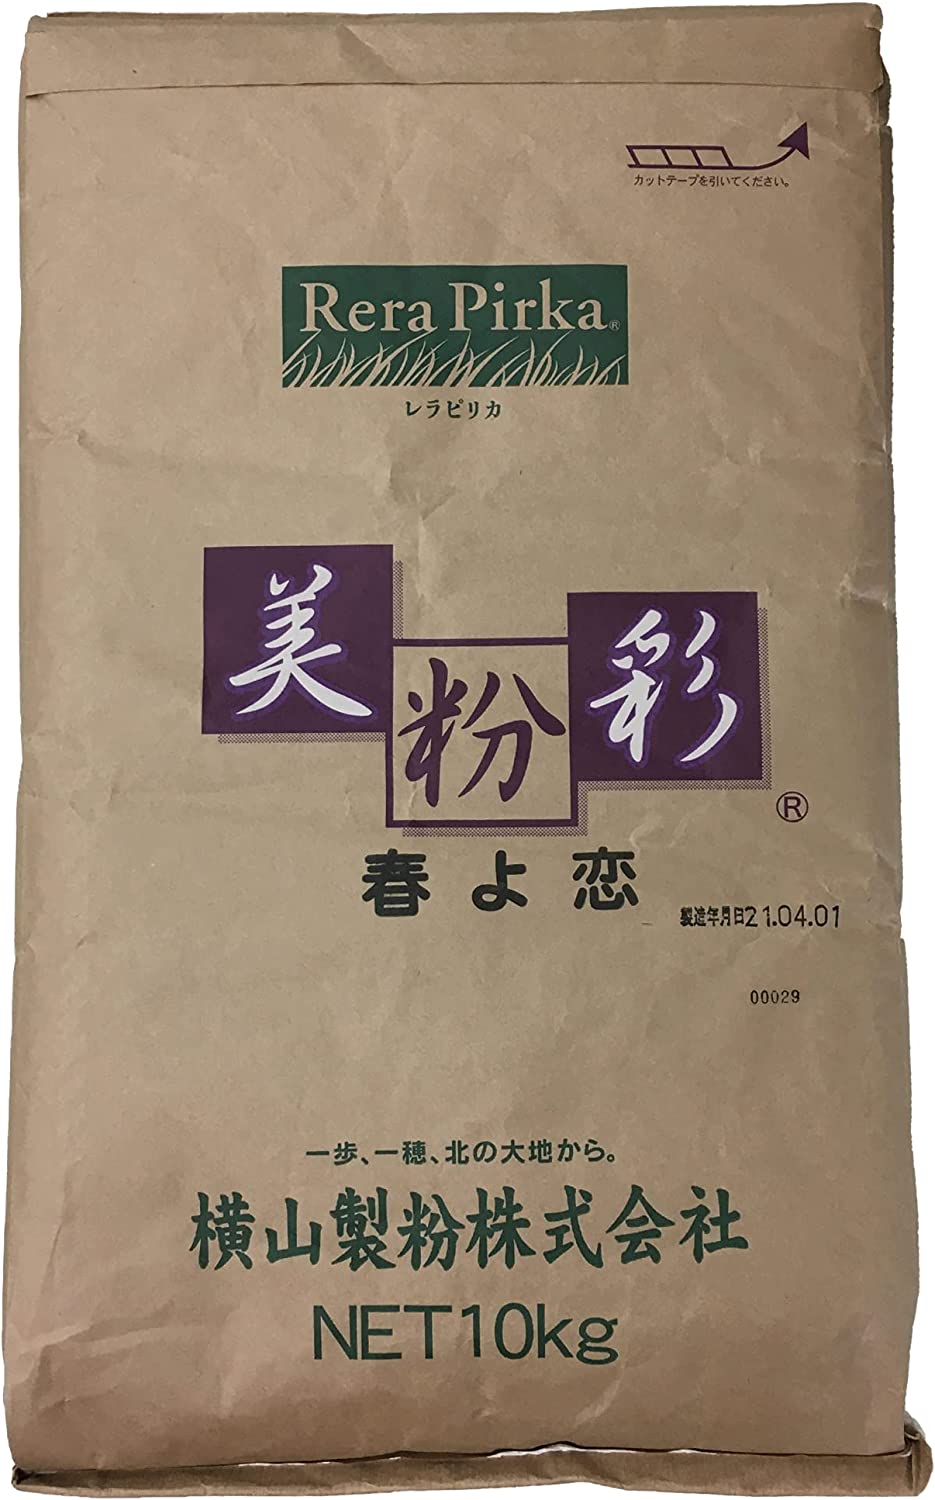 カットテープを引いてください。
Rera Pirka®
レラピリカ
美粉彩®
春よ恋
製造年月日21.04.01
00029
一歩、一穂、北の大地から。
横山製粉株式会社
NET10kg